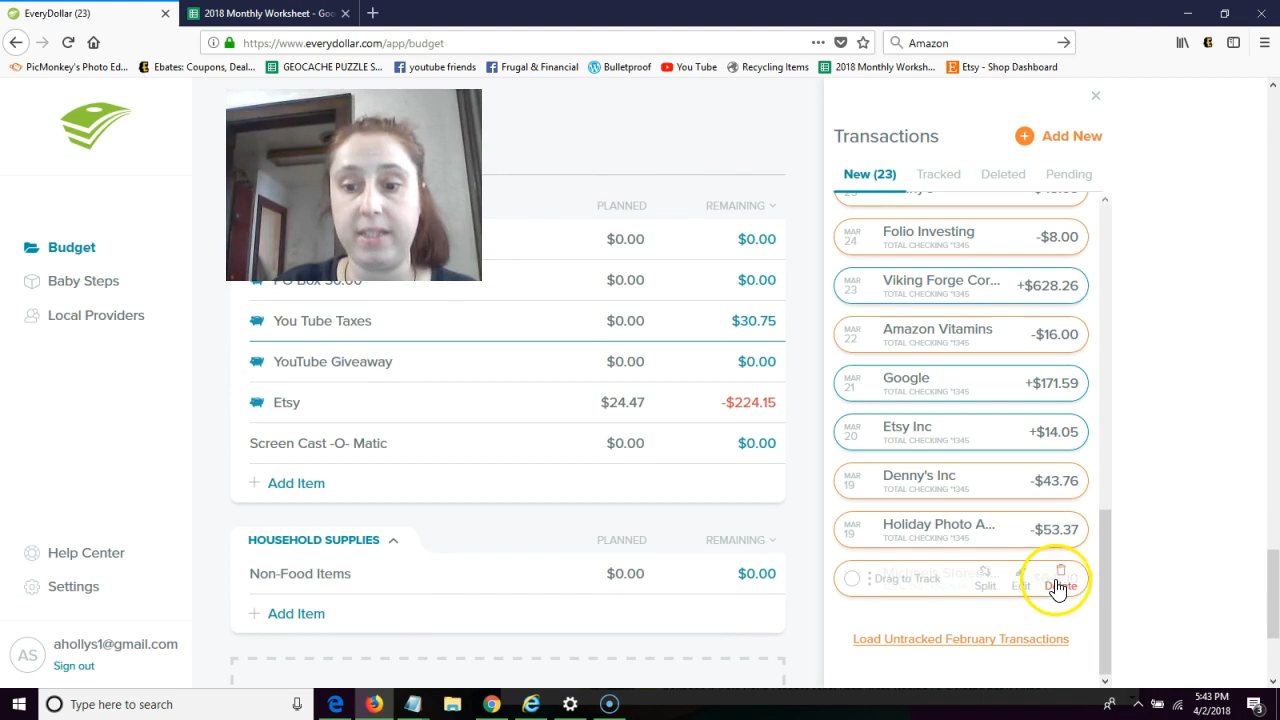 EveryDollar (23)
2018 Monthly Worksheet - Goo
https://www.everydollar.com/app/budget
Amazon
PicMonkey's Photo Ed...
Ebates: Coupons, Deal...
GEOCACHE PUZZLE S...
youtube friends
Frugal & Financial
Bulletproof
You Tube
Recycling Items
2018 Monthly Worksh...
Etsy - Shop Dashboard
Budget
Baby Steps
Local Providers
Help Center
Settings
AS
ahollys1@gmail.com
Sign out
PLANNED REMAINING
$0.00 $0.00
PO Box 50.00 $0.00 $0.00
You Tube Taxes $0.00 $30.75
YouTube Giveaway $0.00 $0.00
Etsy $24.47 -$224.15
Screen Cast -O- Matic $0.00 $0.00
+ Add Item
HOUSEHOLD SUPPLIES PLANNED REMAINING
Non-Food Items $0.00 $0.00
+ Add Item
Transactions
Add New
New (23) Tracked Deleted Pending
MAR 24 Folio Investing -$8.00
TOTAL CHECKING *1345
MAR 23 Viking Forge Cor... +$628.26
TOTAL CHECKING *1345
MAR 22 Amazon Vitamins -$16.00
TOTAL CHECKING *1345
MAR 21 Google +$171.59
TOTAL CHECKING *1345
MAR 20 Etsy Inc +$14.05
TOTAL CHECKING *1345
MAR 19 Denny's Inc -$43.76
TOTAL CHECKING *1345
MAR 19 Holiday Photo A... -$53.37
TOTAL CHECKING *1345
Drag to Track Split Edit Delete
Load Untracked February Transactions
Type here to search
5:43 PM
4/2/2018